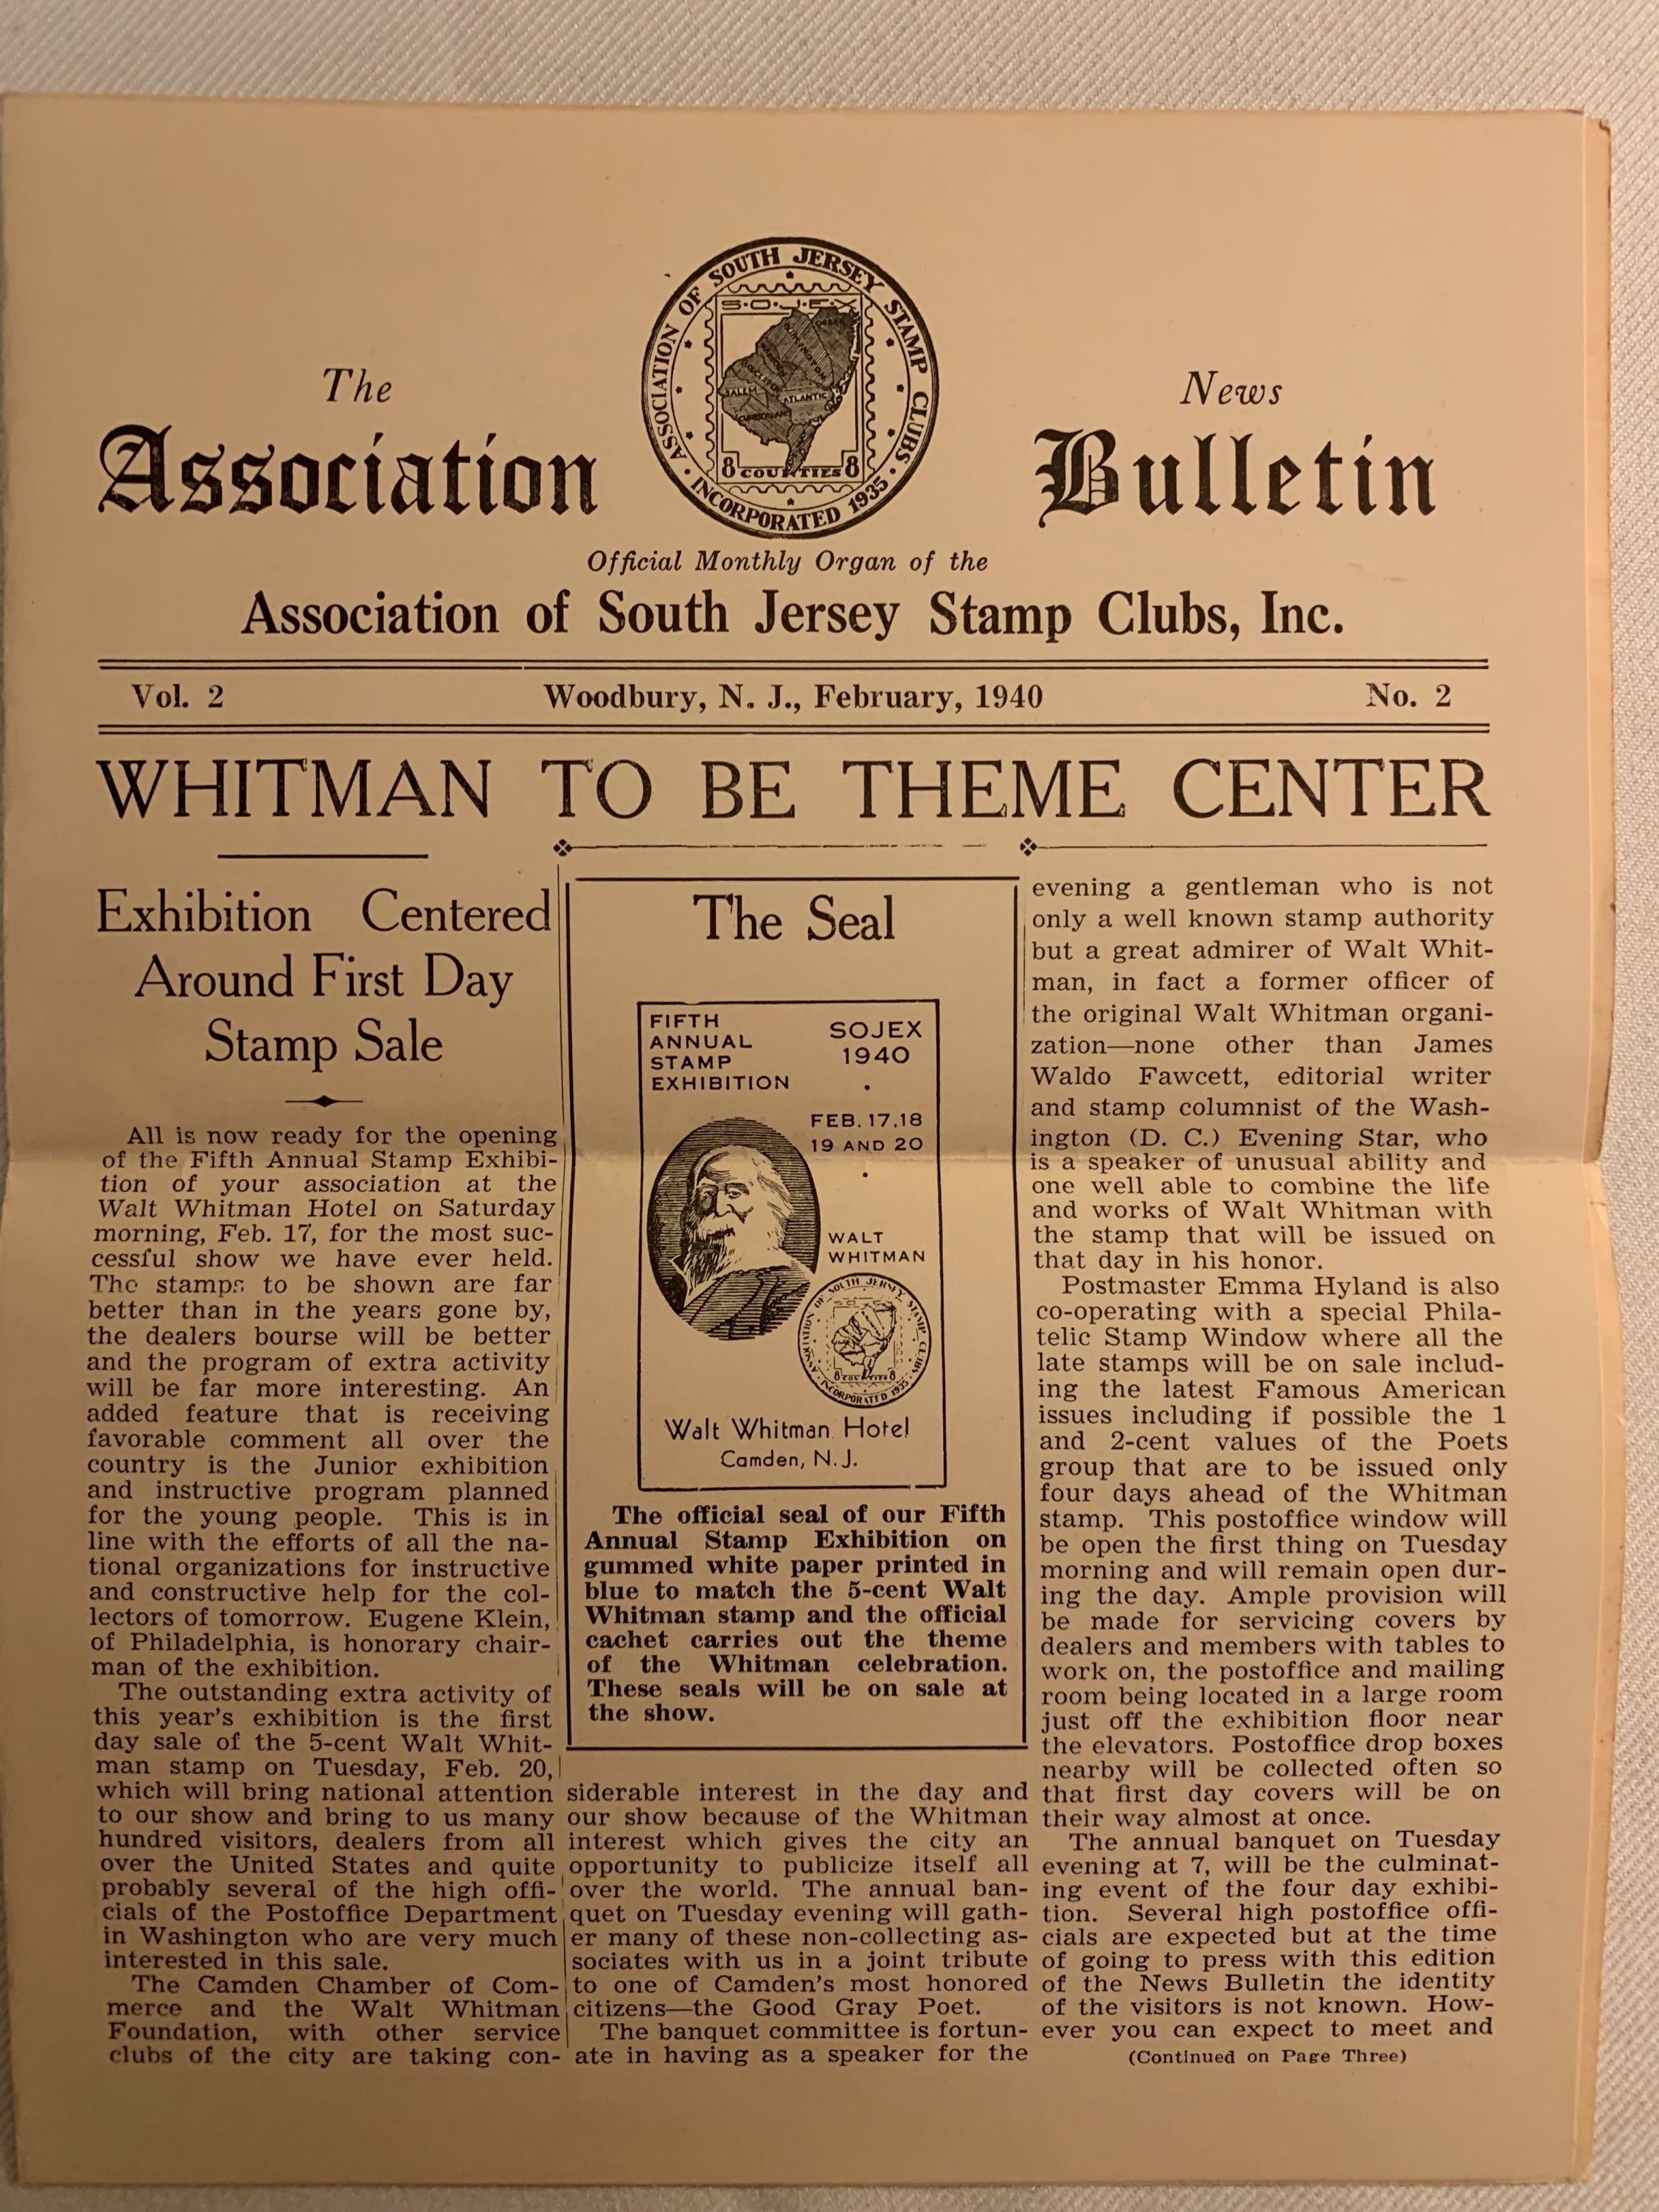 The
Association
News
Bulletin
ASSOCIATION OF SOUTH JERSEY STAMP CLUBS
INCORPORATED 1935
S·O·J·E·X
SALEM
ATLANTIC
8 COUNTIES 8
Official Monthly Organ of the
Association of South Jersey Stamp Clubs, Inc.
Vol. 2 Woodbury, N. J., February, 1940 No. 2
WHITMAN TO BE THEME CENTER
Exhibition Centered
Around First Day
Stamp Sale
All is now ready for the opening
of the Fifth Annual Stamp Exhibi-
tion of your association at the
Walt Whitman Hotel on Saturday
morning, Feb. 17, for the most suc-
cessful show we have ever held.
The stamps to be shown are far
better than in the years gone by,
the dealers bourse will be better
and the program of extra activity
will be far more interesting. An
added feature that is receiving
favorable comment all over the
country is the Junior exhibition
and instructive program planned
for the young people. This is in
line with the efforts of all the na-
tional organizations for instructive
and constructive help for the col-
lectors of tomorrow. Eugene Klein,
of Philadelphia, is honorary chair-
man of the exhibition.
The outstanding extra activity of
this year's exhibition is the first
day sale of the 5-cent Walt Whit-
man stamp on Tuesday, Feb. 20,
which will bring national attention
to our show and bring to us many
hundred visitors, dealers from all
over the United States and quite
probably several of the high offi-
cials of the Postoffice Department
in Washington who are very much
interested in this sale.
The Camden Chamber of Com-
merce and the Walt Whitman
Foundation, with other service
clubs of the city are taking con-
The Seal
FIFTH
ANNUAL
STAMP
EXHIBITION
SOJEX
1940
FEB. 17,18
19 AND 20
WALT
WHITMAN
ASSOCIATION OF SOUTH JERSEY STAMP CLUBS
INCORPORATED 1935
8 COUNTIES 8
Walt Whitman Hotel
Camden, N.J.
The official seal of our Fifth
Annual Stamp Exhibition on
gummed white paper printed in
blue to match the 5-cent Walt
Whitman stamp and the official
cachet carries out the theme
of the Whitman celebration.
These seals will be on sale at
the show.
siderable interest in the day and
our show because of the Whitman
interest which gives the city an
opportunity to publicize itself all
over the world. The annual ban-
quet on Tuesday evening will gath-
er many of these non-collecting as-
sociates with us in a joint tribute
to one of Camden's most honored
citizens—the Good Gray Poet.
The banquet committee is fortun-
ate in having as a speaker for the
evening a gentleman who is not
only a well known stamp authority
but a great admirer of Walt Whit-
man, in fact a former officer of
the original Walt Whitman organi-
zation—none other than James
Waldo Fawcett, editorial writer
and stamp columnist of the Wash-
ington (D. C.) Evening Star, who
is a speaker of unusual ability and
one well able to combine the life
and works of Walt Whitman with
the stamp that will be issued on
that day in his honor.
Postmaster Emma Hyland is also
co-operating with a special Phila-
telic Stamp Window where all the
late stamps will be on sale includ-
ing the latest Famous American
issues including if possible the 1
and 2-cent values of the Poets
group that are to be issued only
four days ahead of the Whitman
stamp. This postoffice window will
be open the first thing on Tuesday
morning and will remain open dur-
ing the day. Ample provision will
be made for servicing covers by
dealers and members with tables to
work on, the postoffice and mailing
room being located in a large room
just off the exhibition floor near
the elevators. Postoffice drop boxes
nearby will be collected often so
that first day covers will be on
their way almost at once.
The annual banquet on Tuesday
evening at 7, will be the culminat-
ing event of the four day exhibi-
tion. Several high postoffice offi-
cials are expected but at the time
of going to press with this edition
of the News Bulletin the identity
of the visitors is not known. How-
ever you can expect to meet and
(Continued on Page Three)